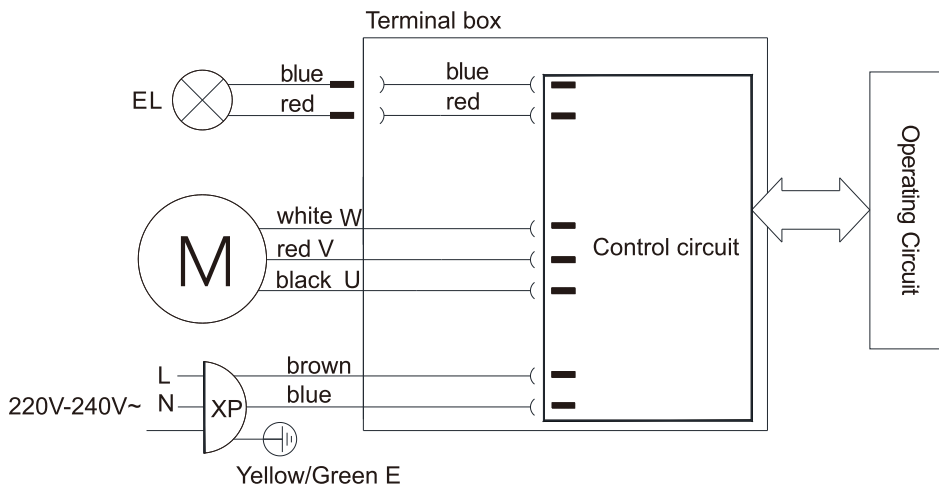 Terminal box
blue
blue
EL
red
red
Operating Circuit
white W
M
red V
Control circuit
black U
L
brown
220V-240V~
N
XP
blue
Yellow/Green E